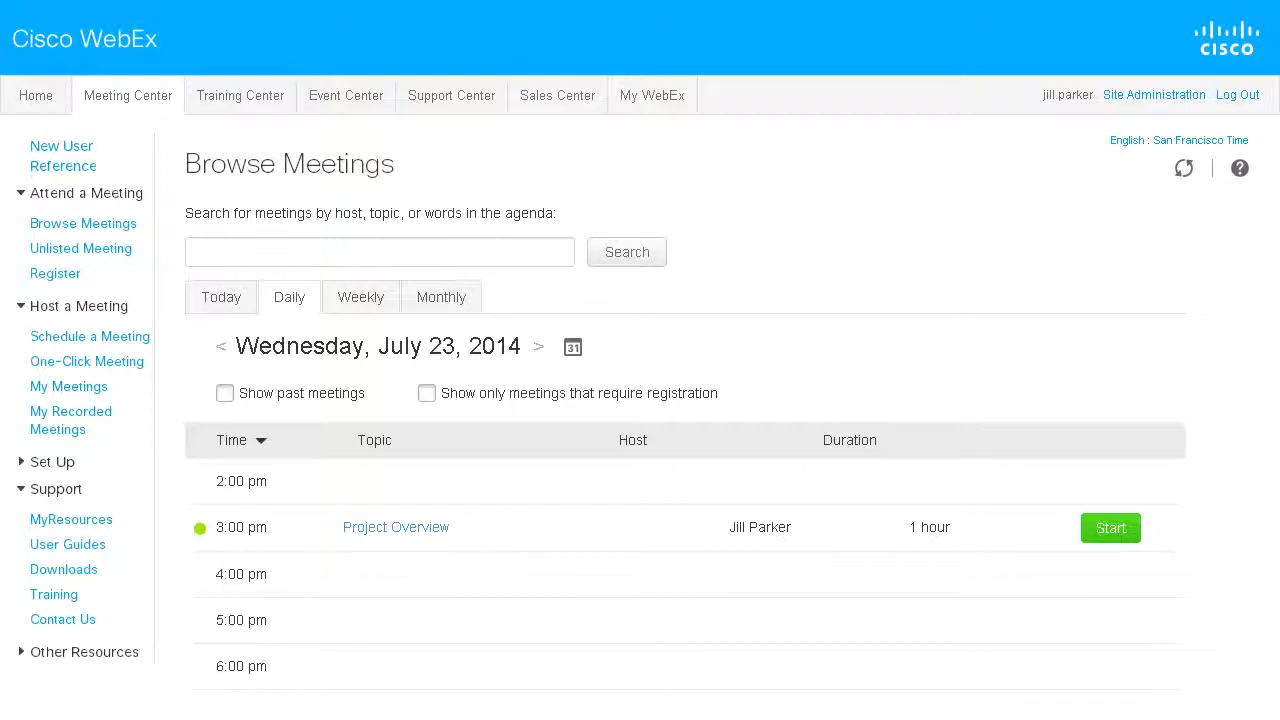 Cisco WebEx
CISCO
Home
Meeting Center
Training Center
Event Center
Support Center
Sales Center
My WebEx
jill.parker
Site Administration
Log Out
New User
Reference
Attend a Meeting
Browse Meetings
Unlisted Meeting
Register
Host a Meeting
Schedule a Meeting
One-Click Meeting
My Meetings
My Recorded
Meetings
Set Up
Support
MyResources
User Guides
Downloads
Training
Contact Us
Other Resources
English : San Francisco Time
Browse Meetings
?
Search for meetings by host, topic, or words in the agenda:
Search
Today
Daily
Weekly
Monthly
< Wednesday, July 23, 2014 >
31
Show past meetings
Show only meetings that require registration
Time Topic Host Duration
2:00 pm
3:00 pm Project Overview Jill Parker 1 hour Start
4:00 pm
5:00 pm
6:00 pm